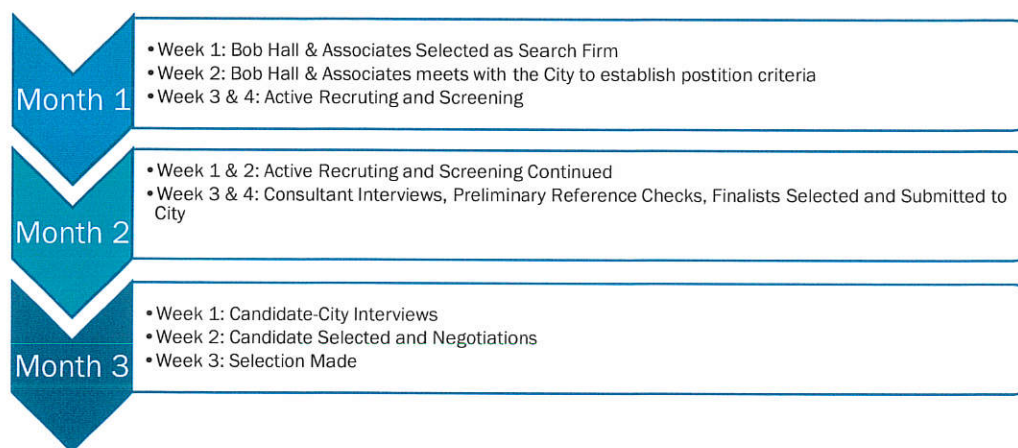 Month 1
•Week 1: Bob Hall & Associates Selected as Search Firm
•Week 2: Bob Hall & Associates meets with the City to establish postition criteria
•Week 3 & 4: Active Recruting and Screening
Month 2
•Week 1 & 2: Active Recruting and Screening Continued
•Week 3 & 4: Consultant Interviews, Preliminary Reference Checks, Finalists Selected and Submitted to
City
Month 3
•Week 1: Candidate-City Interviews
•Week 2: Candidate Selected and Negotiations
•Week 3: Selection Made